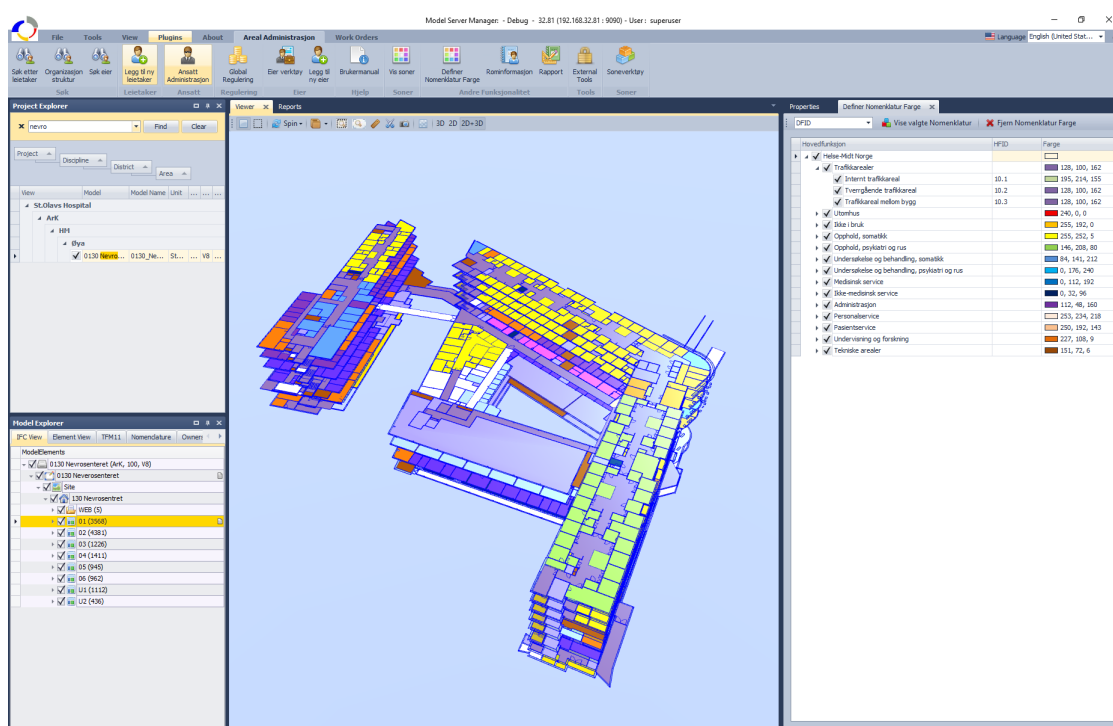 Model Server Manager: - Debug - 32.81 (192.168.32.81 : 9090) - User : superuser
File Tools View Plugins About Areal Administrasjon Work Orders Language English (United Stat...
Søk etter leietaker
Organizasjon struktur
Søk eier
Legg til ny leietaker
Ansatt Administrasjon
Global Regulering
Eier verktøy
Legg til ny eier
Brukermanual
Vis soner
Definer Nomenklatur Farge
Rominformasjon
Rapport
External Tools
Soneverktøy
Søk Leietaker Ansatt Regulering Eier Hjelp Soner Andre Funksjonalitet Tools Soner
Project Explorer
nevro Find Clear
Project
Discipline
District
Area
View Model Model Name Unit ... ... ...
St.Olavs Hospital
ArK
HM
Øya
0130 Nevro... 0130_Ne... St... ... V8 ...
Model Explorer
IFC View Element View TFM11 Nomenclature Owners
ModelElements
0130 Nevrosenteret (ArK, 100, V8)
0130 Neverosenteret
Site
130 Nevrosentret
WEB (5)
01 (3568)
02 (4381)
03 (1226)
04 (1411)
05 (945)
06 (962)
U1 (1112)
U2 (436)
Viewer Reports
Spin 3D 2D 2D+3D
Properties Definer Nomenklatur Farge
DFID Vise valgte Nomenklatur Fjern Nomenklatur Farge
Hovedfunksjon HFID Farge
Helse-Midt Norge
Trafikkarealer 128, 100, 162
Internt trafikkareal 10.1 195, 214, 155
Tverrgående trafikkareal 10.2 128, 100, 162
Trafikkareal mellom bygg 10.3 128, 100, 162
Utomhus 240, 0, 0
Ikke i bruk 255, 192, 0
Opphold, somatikk 255, 252, 5
Opphold, psykiatri og rus 146, 208, 80
Undersøkelse og behandling, somatikk 84, 141, 212
Undersøkelse og behandling, psykiatri og rus 0, 176, 240
Medisinsk service 0, 112, 192
Ikke-medisinsk service 0, 32, 96
Administrasjon 112, 48, 160
Personalservice 253, 234, 218
Pasientservice 250, 192, 143
Undervisning og forskning 227, 108, 9
Tekniske arealer 151, 72, 6